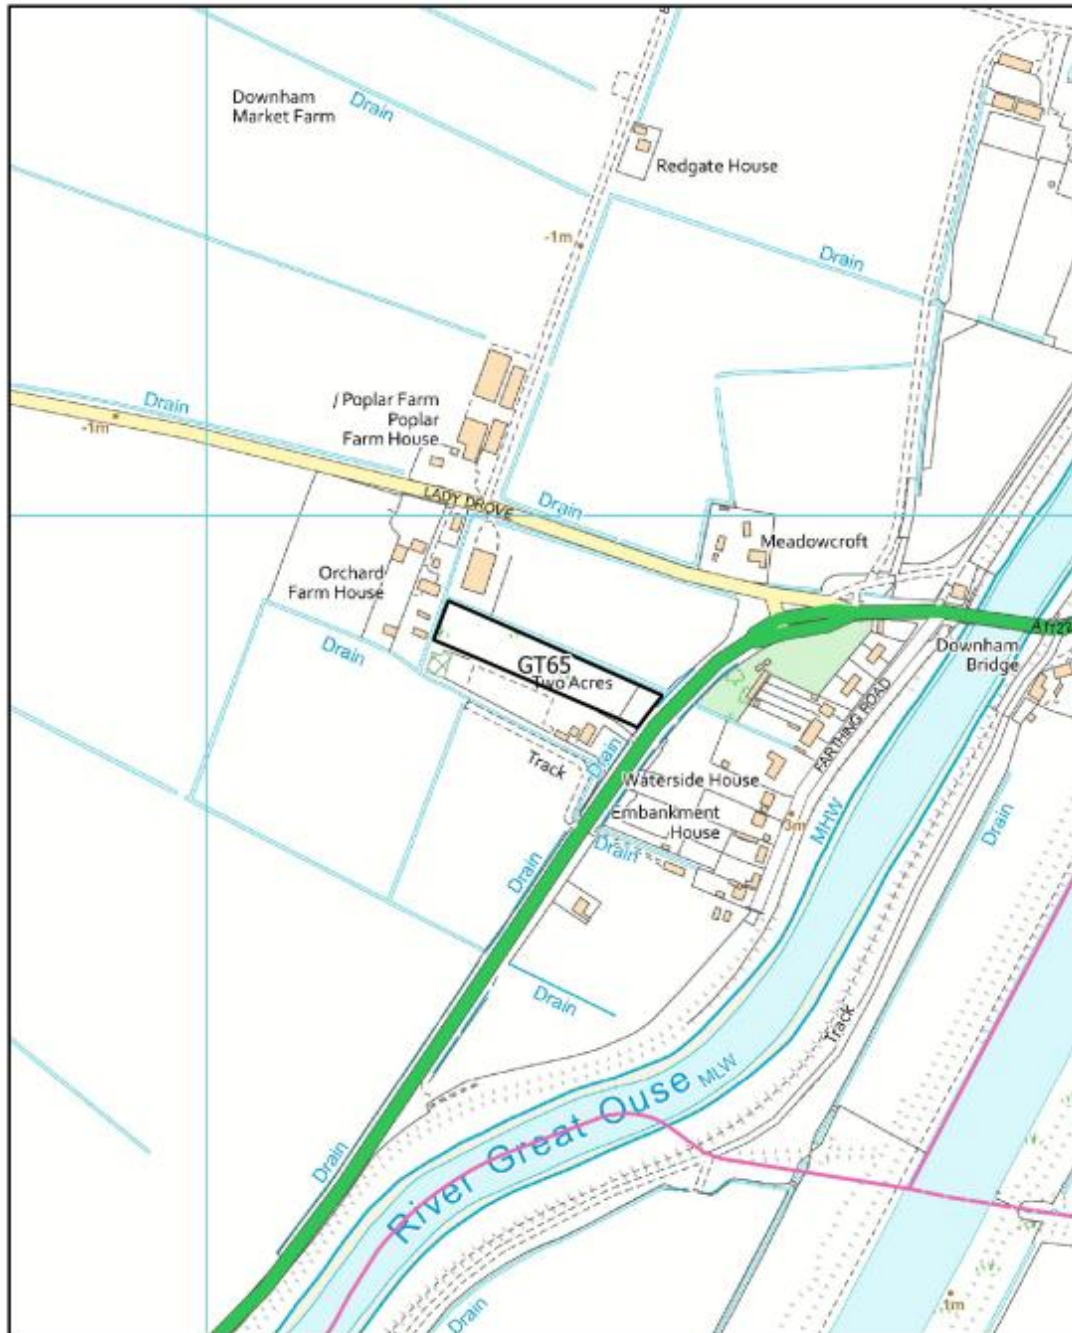 Downham
Market Farm
Drain
Redgate House
-1m
Drain
/ Poplar Farm
Poplar
Farm House
Drain
-1m
LADY DROVE
Drain
Meadowcroft
Orchard
Farm House
Drain
GT65
Two Acres
A1122
Downham
Bridge
FARTHING ROAD
Track
Drain
Waterside House
Embankment
House
3m
MHW
Drain
Drain
Drain
Drain
Track
River Great Ouse
MLW
Drain
Drain
1m